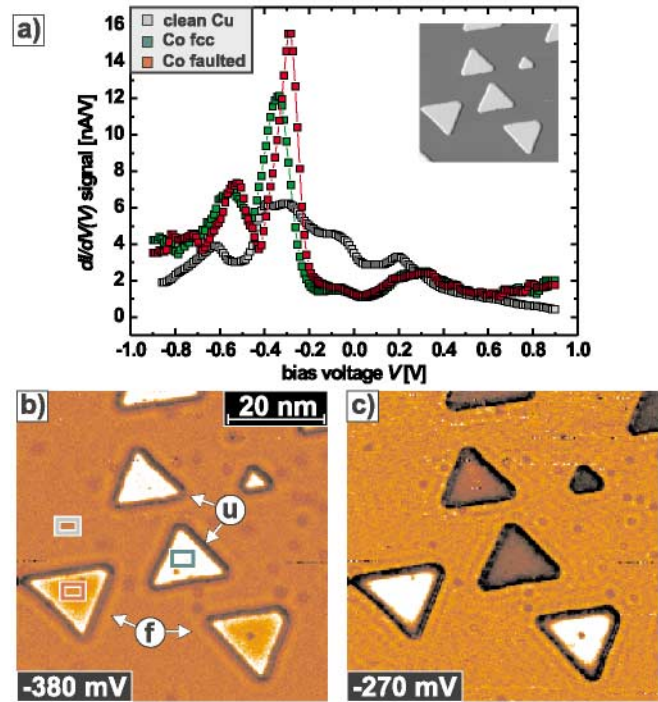 a)
clean Cu
Co fcc
Co faulted
dI/dV(V) signal [nA/V]
16
14
12
10
8
6
4
2
0
-1.0 -0.8 -0.6 -0.4 -0.2 0.0 0.2 0.4 0.6 0.8 1.0
bias voltage V [V]
b)
20 nm
u
f
-380 mV
c)
-270 mV